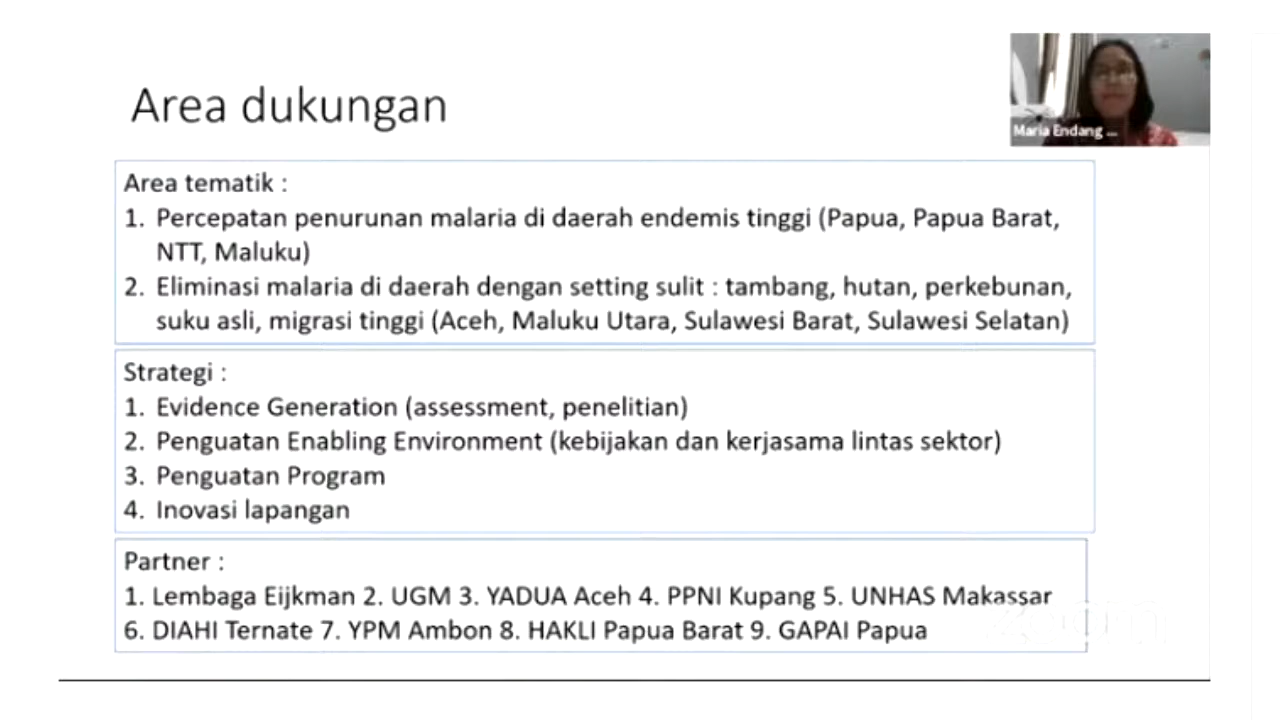 Area dukungan
Maria Endang ...
Area tematik :
1. Percepatan penurunan malaria di daerah endemis tinggi (Papua, Papua Barat,
NTT, Maluku)
2. Eliminasi malaria di daerah dengan setting sulit : tambang, hutan, perkebunan,
suku asli, migrasi tinggi (Aceh, Maluku Utara, Sulawesi Barat, Sulawesi Selatan)
Strategi :
1. Evidence Generation (assessment, penelitian)
2. Penguatan Enabling Environment (kebijakan dan kerjasama lintas sektor)
3. Penguatan Program
4. Inovasi lapangan
Partner :
1. Lembaga Eijkman 2. UGM 3. YADUA Aceh 4. PPNI Kupang 5. UNHAS Makassar
6. DIAHI Ternate 7. YPM Ambon 8. HAKLI Papua Barat 9. GAPAI Papua
zoom